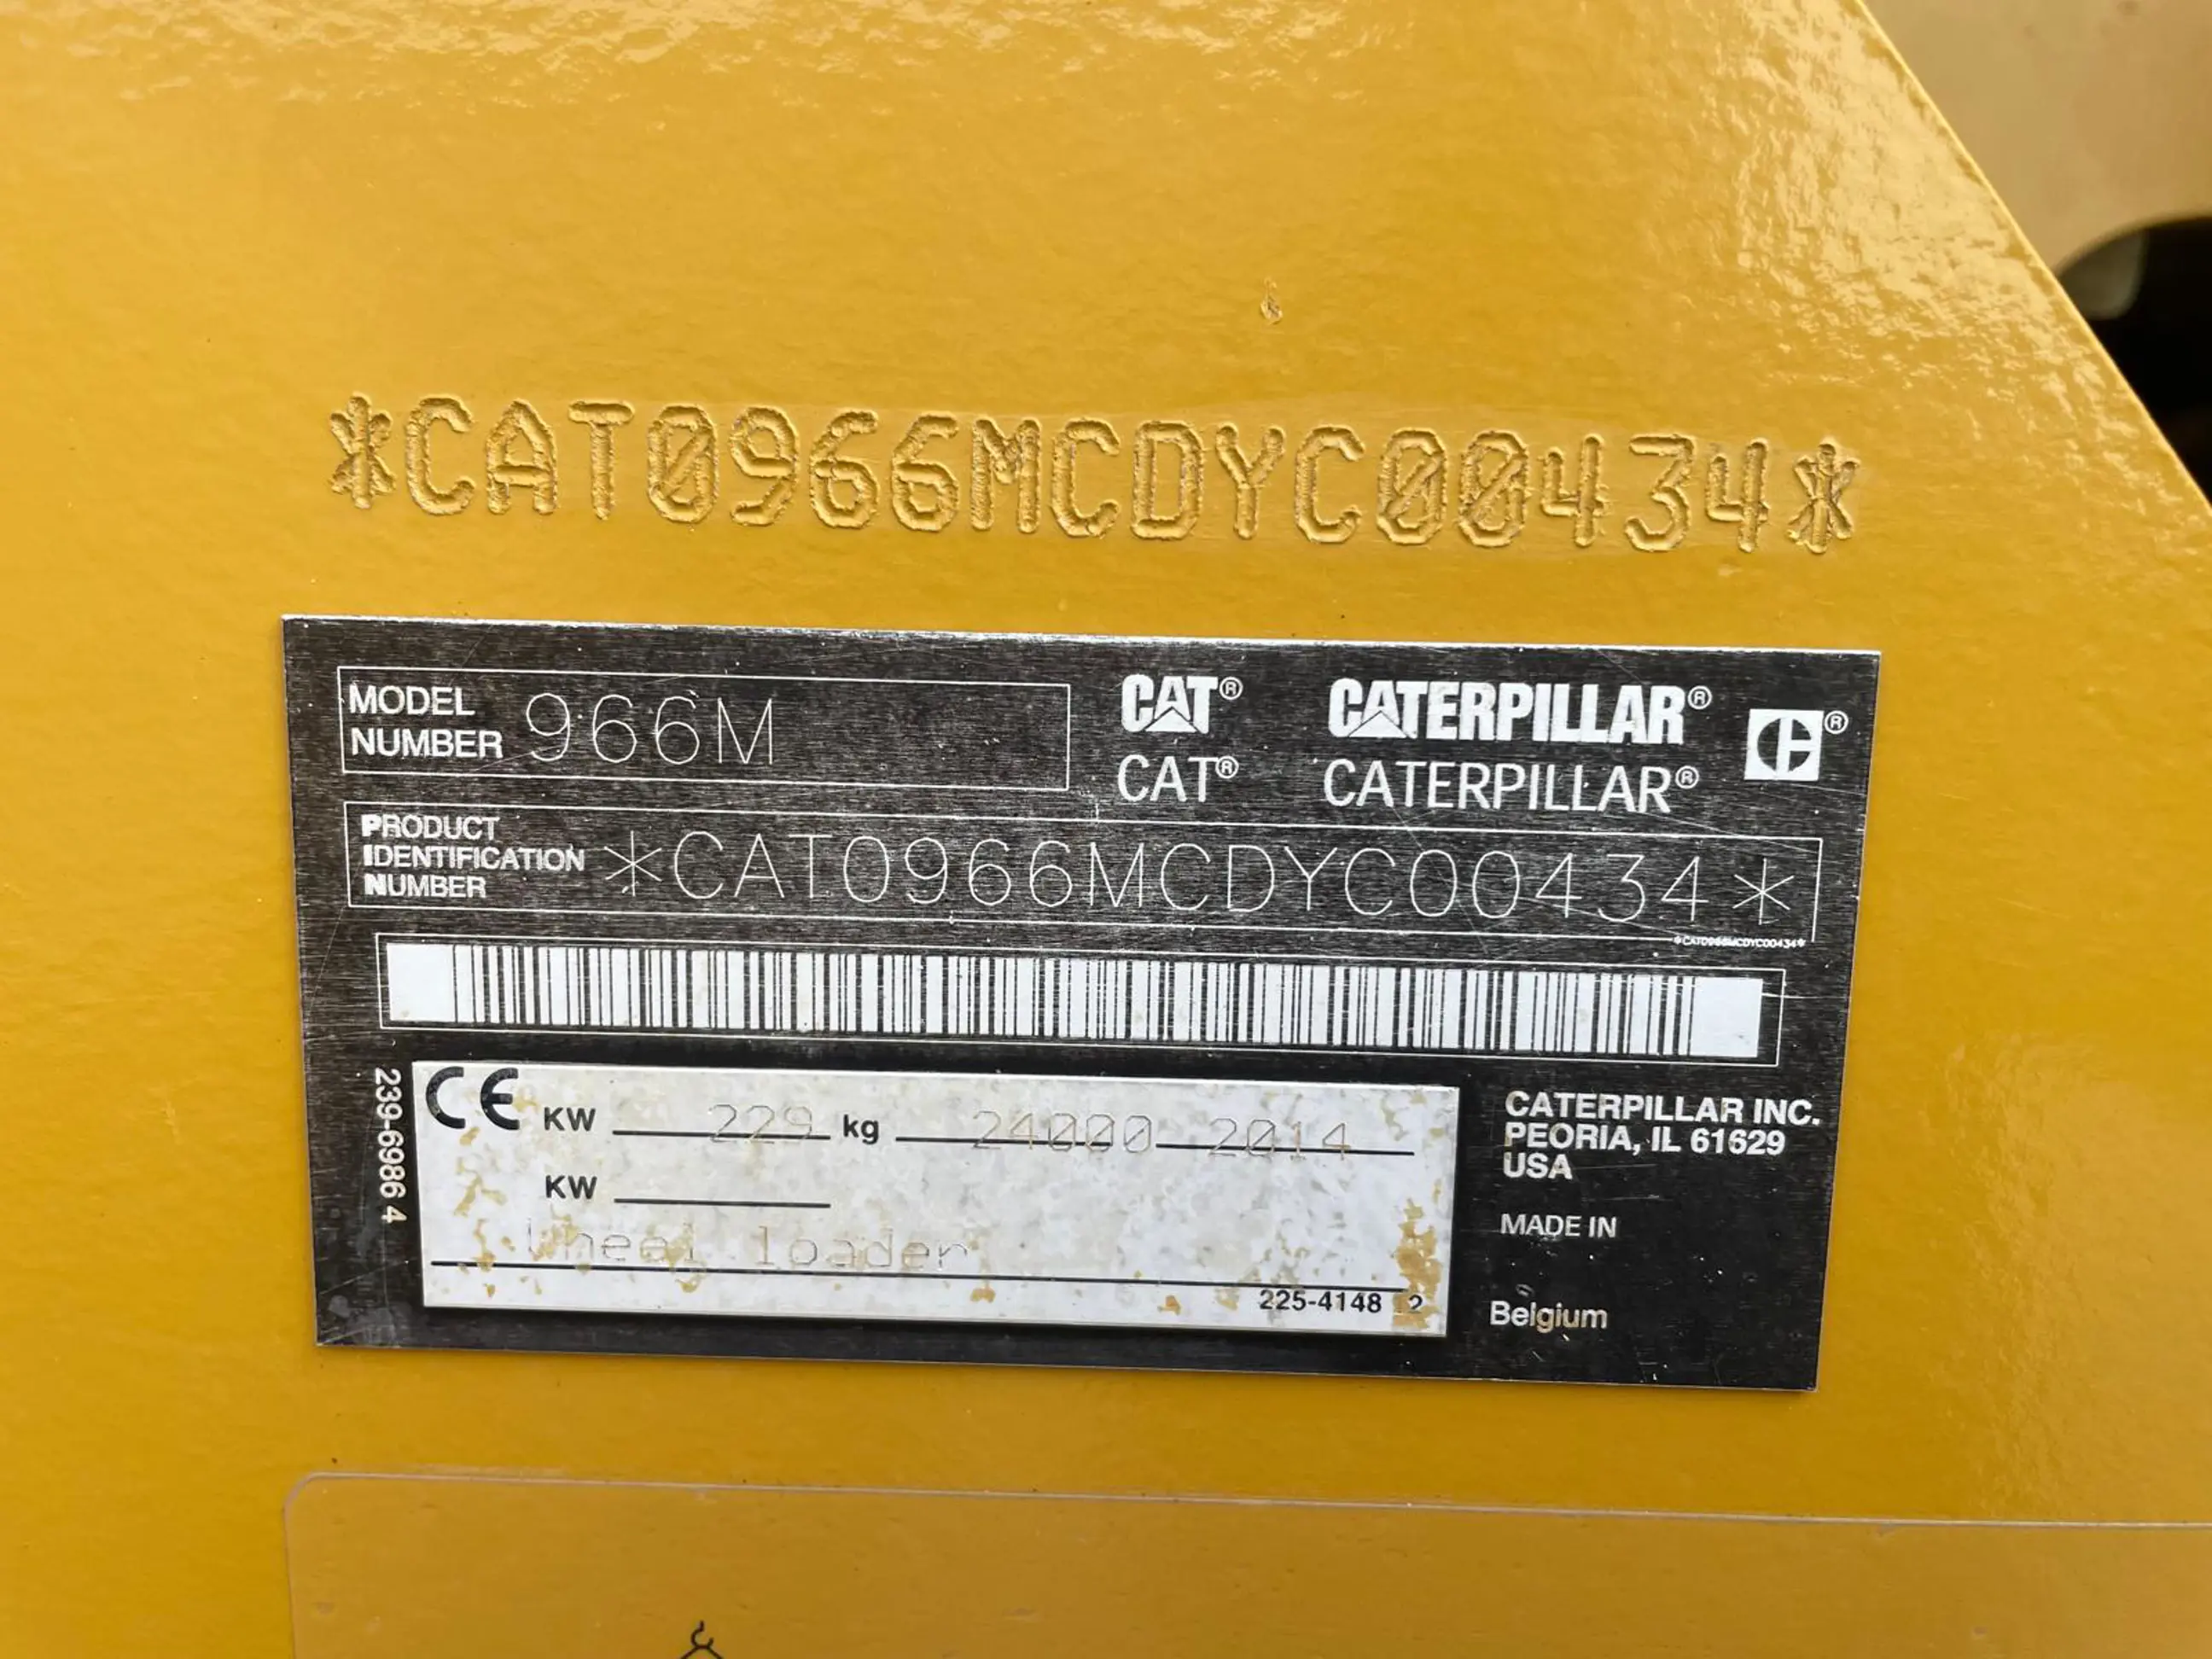 *CAT0966MCDYC00434*
MODEL NUMBER 966M
CAT® CATERPILLAR®
CAT® CATERPILLAR®
PRODUCT IDENTIFICATION NUMBER *CAT0966MCDYC00434*
*CAT0966MCDYC00434*
239-6986 4
CE KW 229 kg 24000 2014
KW
Wheel loader
225-4148 2
CATERPILLAR INC.
PEORIA, IL 61629
USA
MADE IN
Belgium